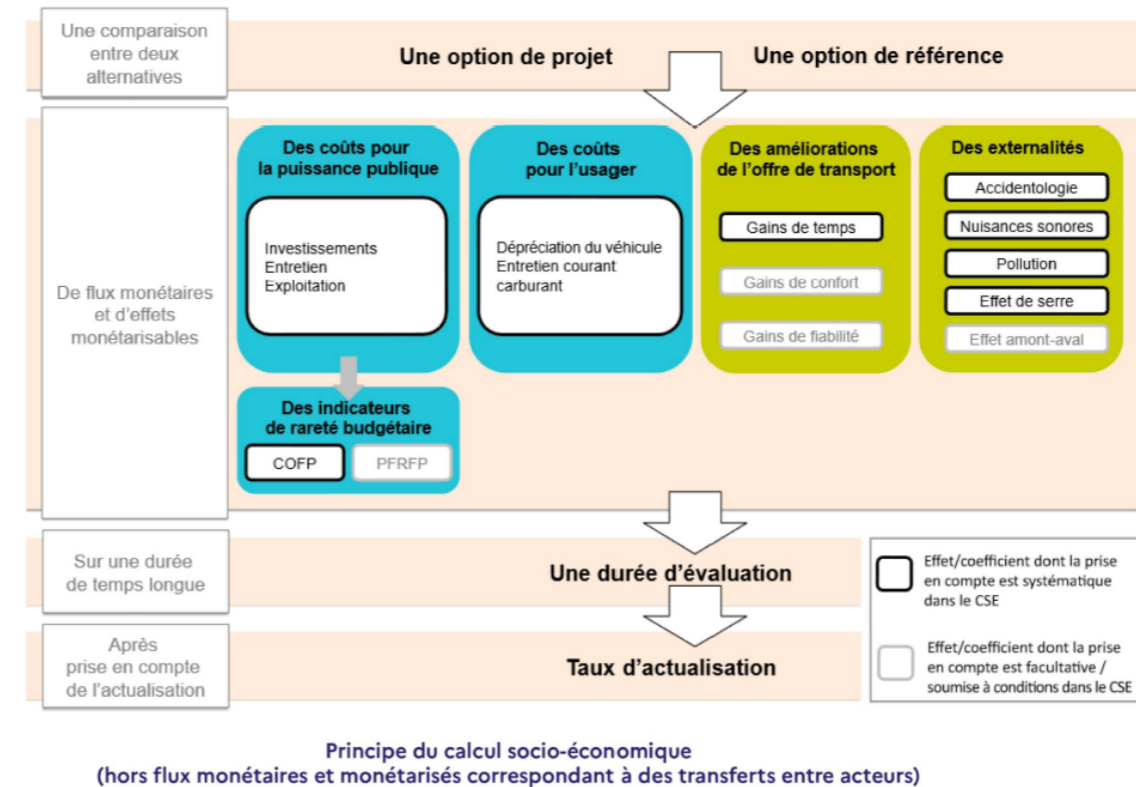 Une comparaison
entre deux
alternatives
Une option de projet
Une option de référence
De flux monétaires
et d'effets
monétarisables
Des coûts pour
la puissance publique
Investissements
Entretien
Exploitation
Des coûts
pour l'usager
Dépréciation du véhicule
Entretien courant
carburant
Des améliorations
de l'offre de transport
Gains de temps
Gains de confort
Gains de fiabilité
Des externalités
Accidentologie
Nuisances sonores
Pollution
Effet de serre
Effet amont-aval
Des indicateurs
de rareté budgétaire
COFP
PFRFP
Sur une durée
de temps longue
Une durée d'évaluation
Après
prise en compte
de l'actualisation
Taux d'actualisation
Effet/coefficient dont la prise
en compte est systématique
dans le CSE
Effet/coefficient dont la prise
en compte est facultative /
soumise à conditions dans le CSE
Principe du calcul socio-économique
(hors flux monétaires et monétarisés correspondant à des transferts entre acteurs)